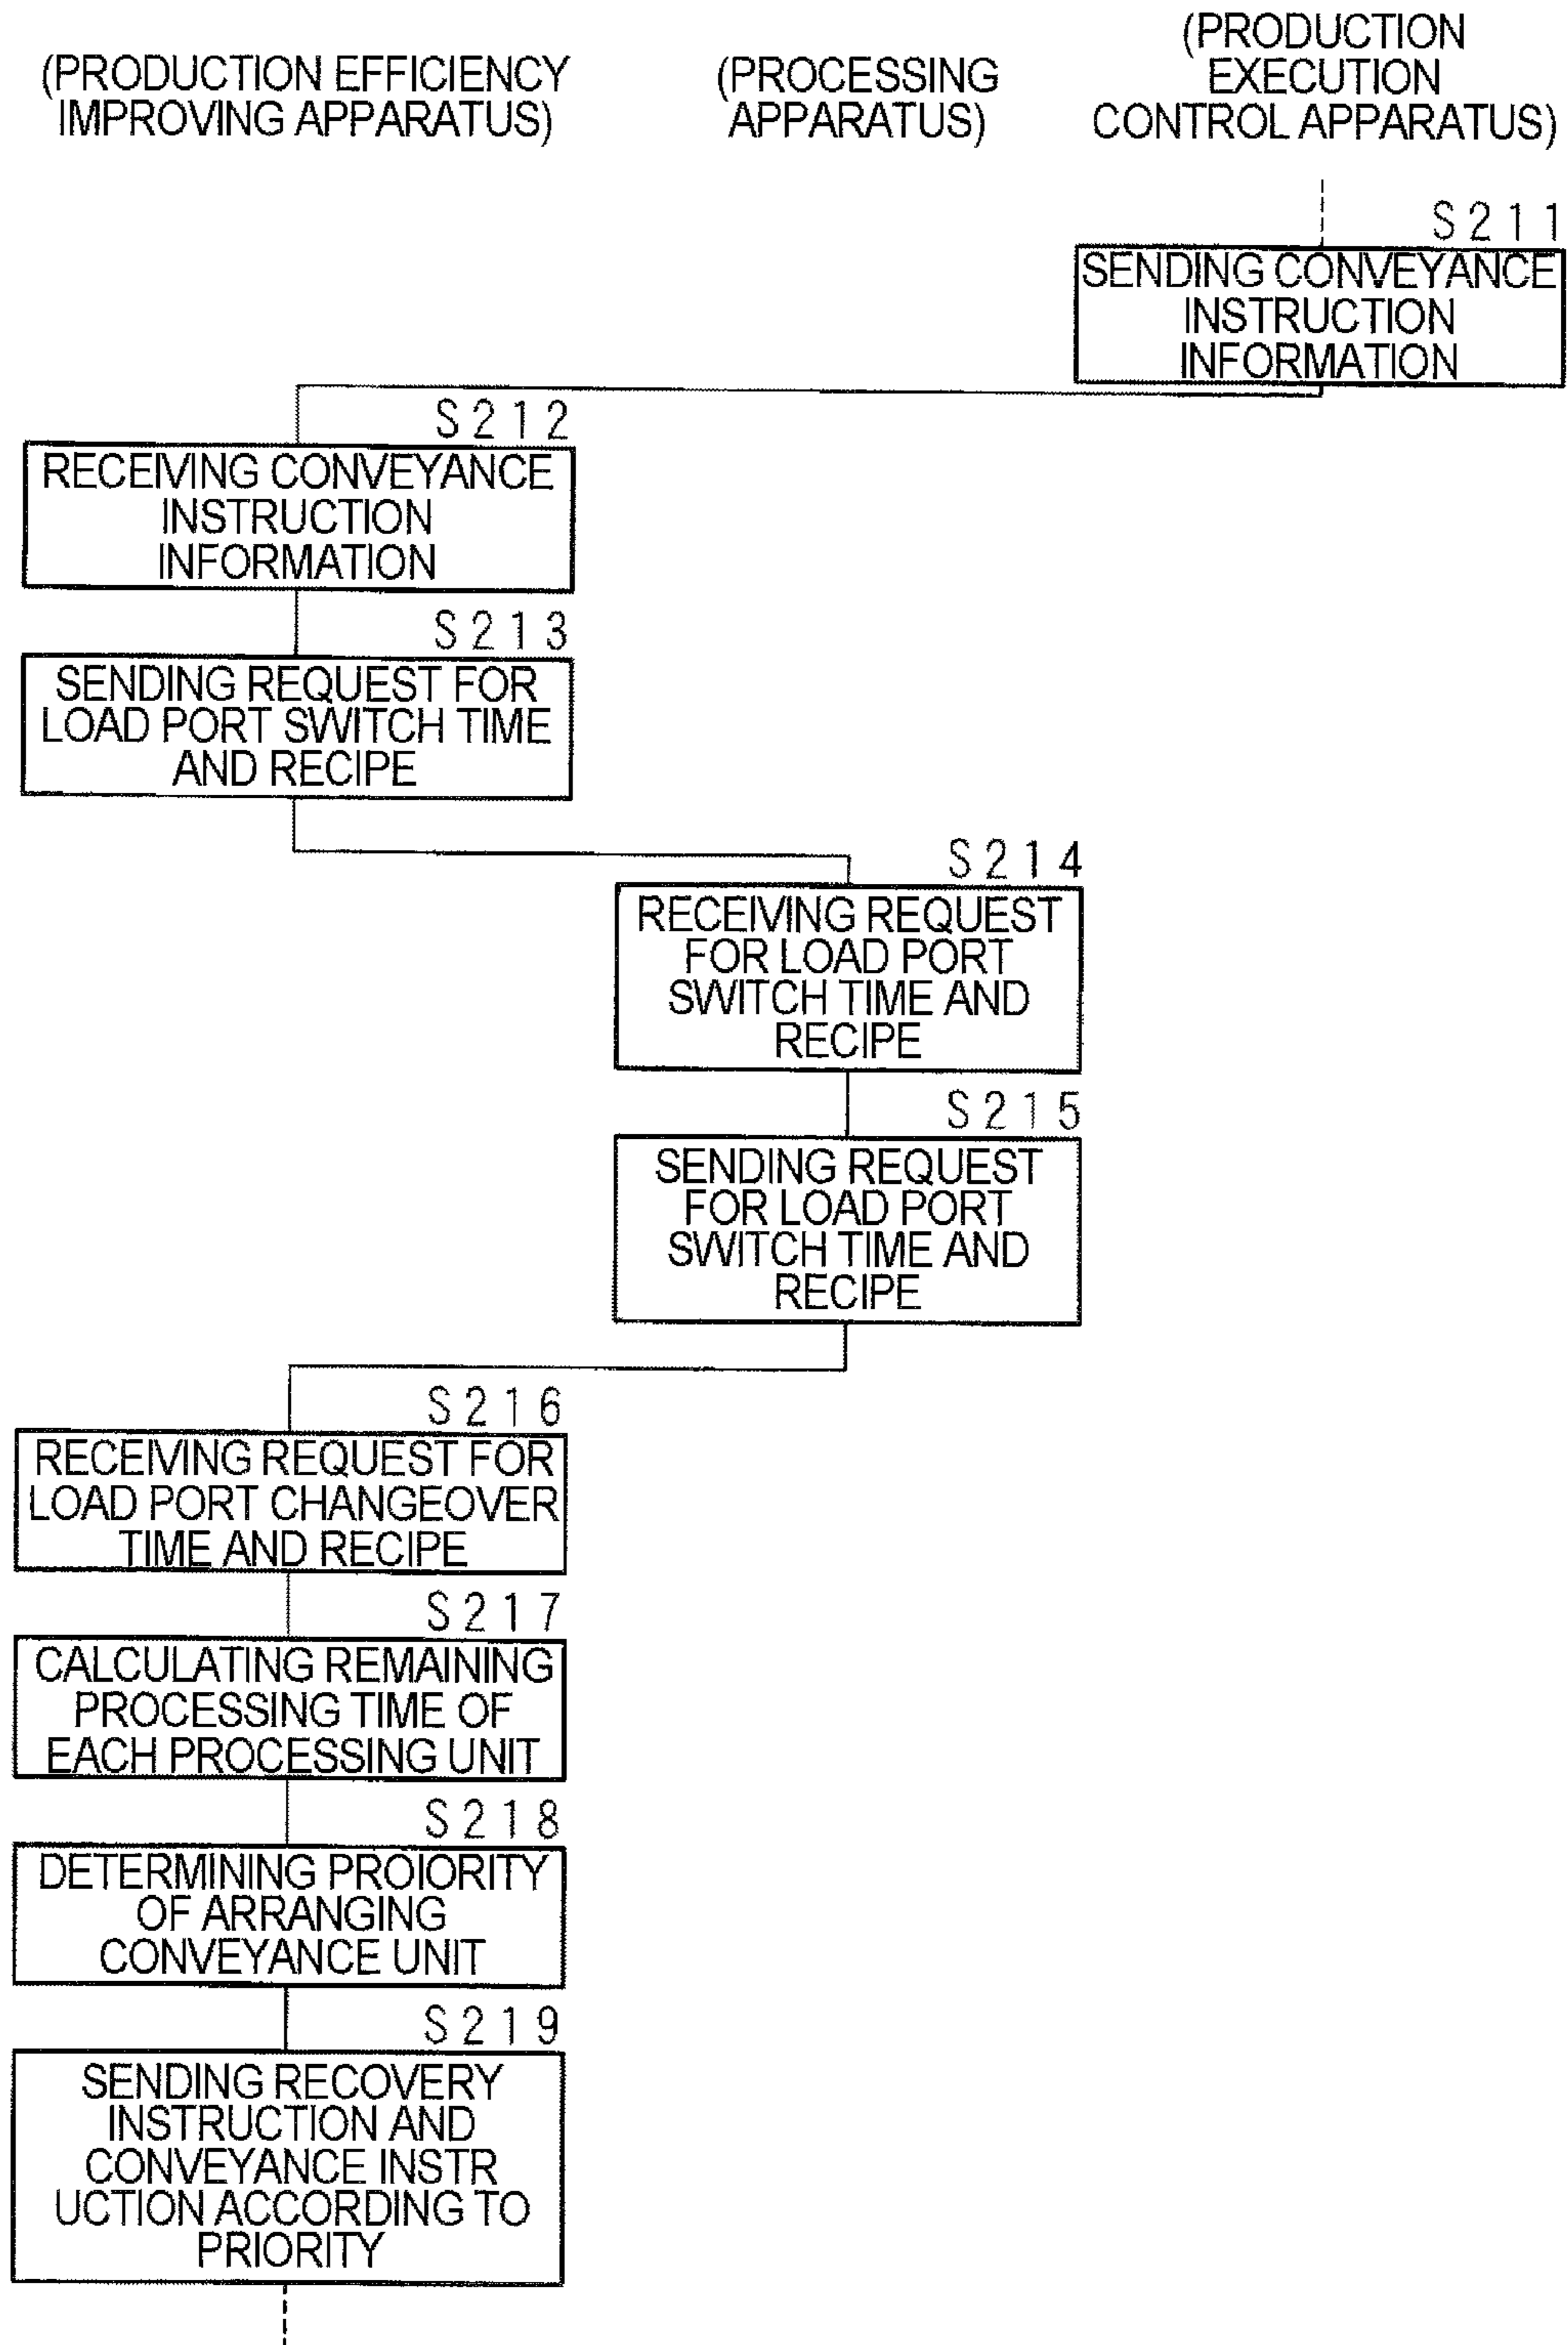 (PRODUCTION EFFICIENCY
IMPROVING APPARATUS)
(PROCESSING
APPARATUS)
(PRODUCTION
EXECUTION
CONTROL APPARATUS)
S211
SENDING CONVEYANCE
INSTRUCTION
INFORMATION
S212
RECEIVING CONVEYANCE
INSTRUCTION
INFORMATION
S213
SENDING REQUEST FOR
LOAD PORT SWITCH TIME
AND RECIPE
S214
RECEIVING REQUEST
FOR LOAD PORT
SWITCH TIME AND
RECIPE
S215
SENDING REQUEST
FOR LOAD PORT
SWITCH TIME AND
RECIPE
S216
RECEIVING REQUEST FOR
LOAD PORT CHANGEOVER
TIME AND RECIPE
S217
CALCULATING REMAINING
PROCESSING TIME OF
EACH PROCESSING UNIT
S218
DETERMINING PROIORITY
OF ARRANGING
CONVEYANCE UNIT
S219
SENDING RECOVERY
INSTRUCTION AND
CONVEYANCE INSTR
UCTION ACCORDING TO
PRIORITY